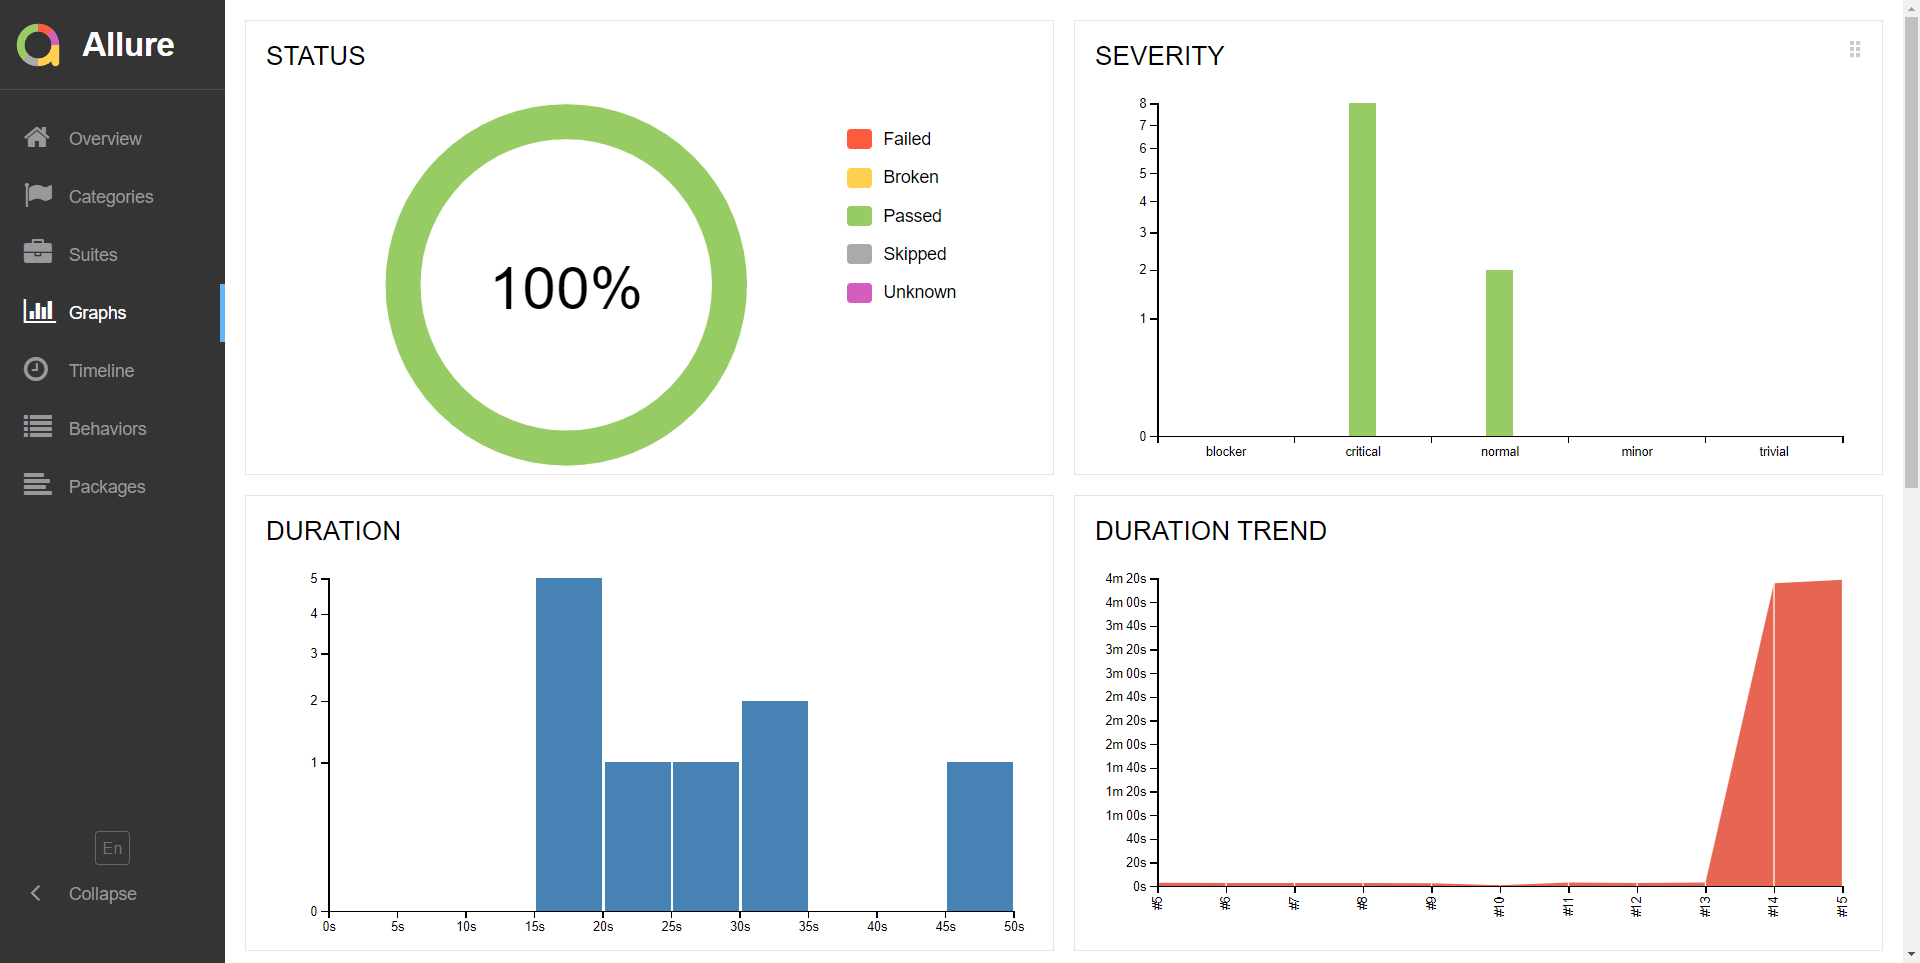 Allure
Overview
Categories
Suites
Graphs
Timeline
Behaviors
Packages
En
Collapse
STATUS
100%
Failed
Broken
Passed
Skipped
Unknown
SEVERITY
8
7
6
5
4
3
2
1
0
blocker critical normal minor trivial
DURATION
5
4
3
2
1
0
0s 5s 10s 15s 20s 25s 30s 35s 40s 45s 50s
DURATION TREND
4m 20s
4m 00s
3m 40s
3m 20s
3m 00s
2m 40s
2m 20s
2m 00s
1m 40s
1m 20s
1m 00s
40s
20s
0s
#5 #6 #7 #8 #9 #10 #11 #12 #13 #14 #15